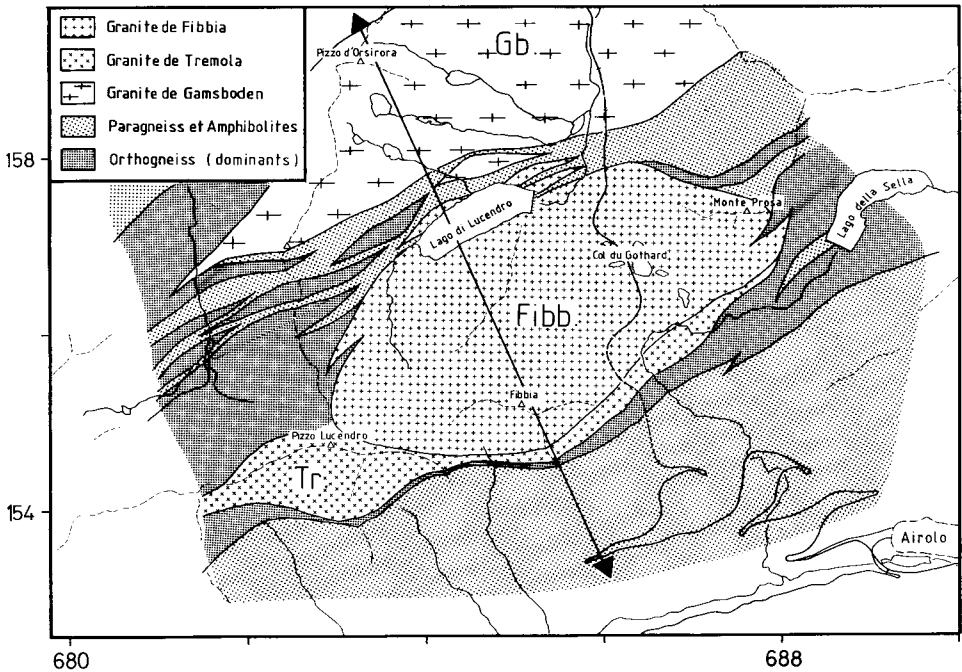 Granite de Fibbia
Granite de Tremola
Granite de Gamsboden
Paragneiss et Amphibolites
Orthogneiss (dominants)
Pizzo d'Orsirora
Gb.
158
Monte Prosa
Lago della Sella
Lago di Lucendro
Col du Gothard
Fibb.
Fibbia
Pizzo Lucendro
Tr
154
Airolo
680
688